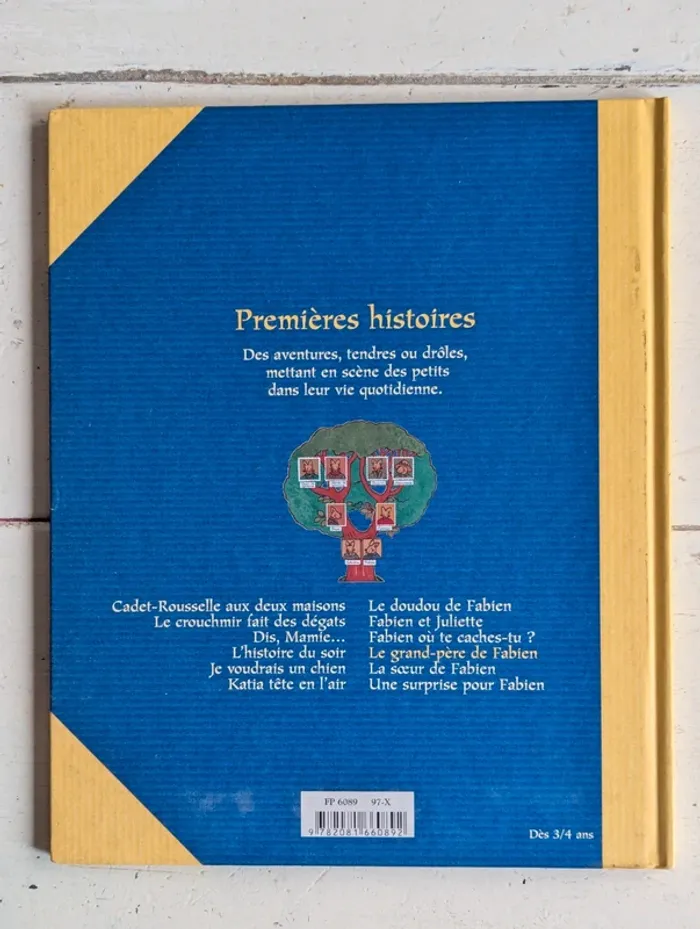 Premières histoires
Des aventures, tendres ou drôles,
mettant en scène des petits
dans leur vie quotidienne.
Cadet-Rousselle aux deux maisons
Le crouchmir fait des dégats
Dis, Mamie...
L'histoire du soir
Je voudrais un chien
Katia tête en l'air
Le doudou de Fabien
Fabien et Juliette
Fabien où te caches-tu ?
Le grand-père de Fabien
La sœur de Fabien
Une surprise pour Fabien
FP 6089 97-X
9 782081 660892
Dès 3/4 ans